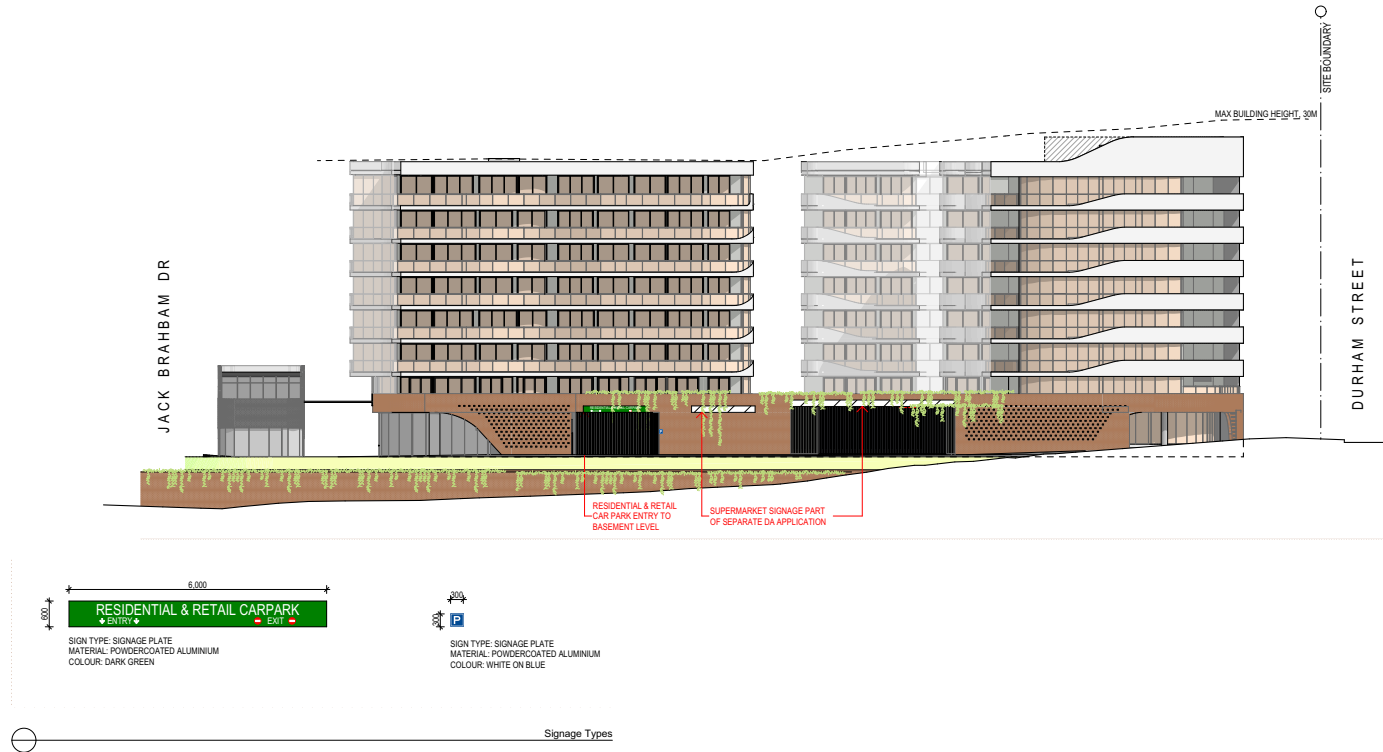 SITE BOUNDARY
MAX BUILDING HEIGHT, 30M
JACK BRAHBAM DR
DURHAM STREET
RESIDENTIAL & RETAIL
CAR PARK ENTRY TO
BASEMENT LEVEL
SUPERMARKET SIGNAGE PART
OF SEPARATE DA APPLICATION
6,000
600
RESIDENTIAL & RETAIL CARPARK
ENTRY
EXIT
SIGN TYPE: SIGNAGE PLATE
MATERIAL: POWDERCOATED ALUMINIUM
COLOUR: DARK GREEN
300
300
P
SIGN TYPE: SIGNAGE PLATE
MATERIAL: POWDERCOATED ALUMINIUM
COLOUR: WHITE ON BLUE
Signage Types